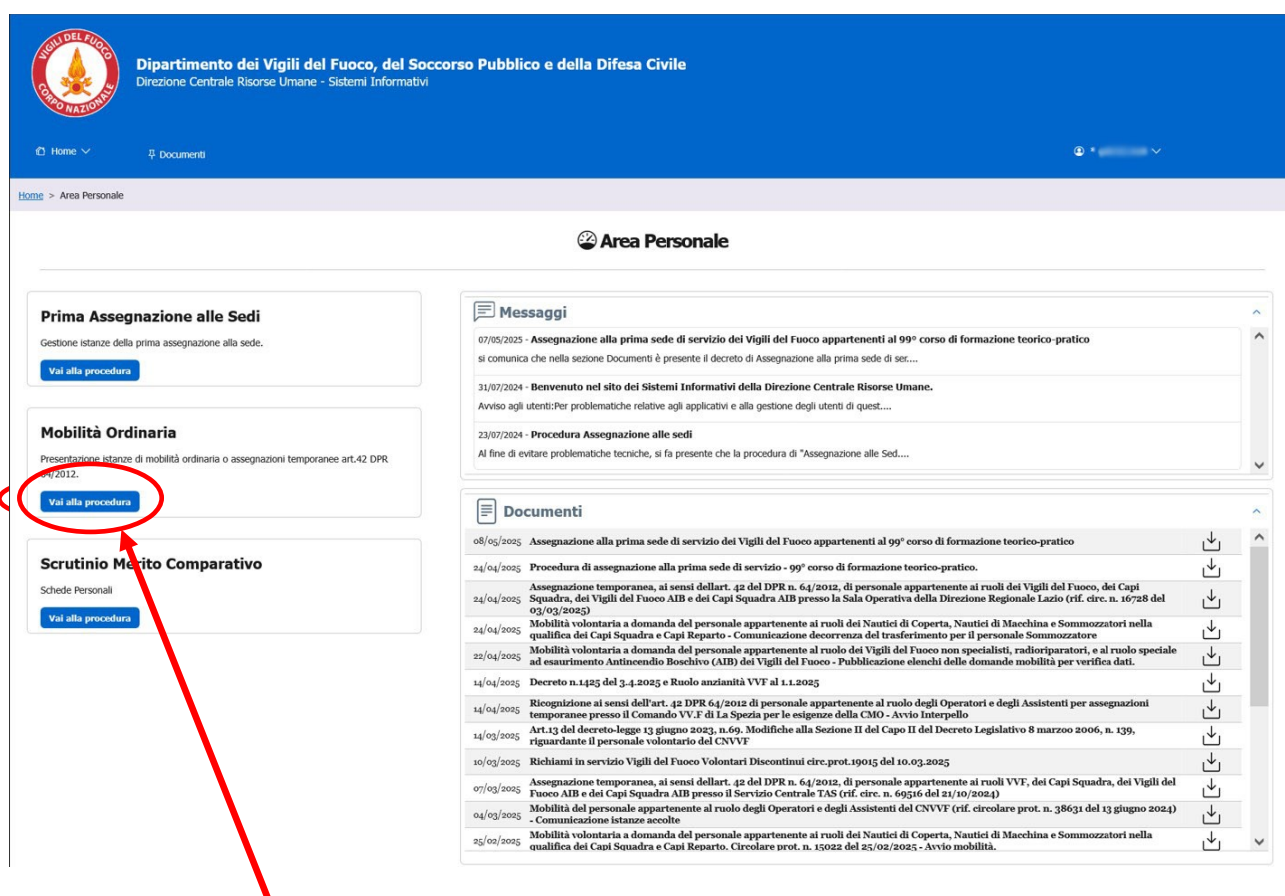 VIGILI DEL FUOCO
CORPO NAZIONALE
Dipartimento dei Vigili del Fuoco, del Soccorso Pubblico e della Difesa Civile
Direzione Centrale Risorse Umane - Sistemi Informativi
Home
Documenti
*
Home > Area Personale
Area Personale
Prima Assegnazione alle Sedi
Gestione istanze della prima assegnazione alla sede.
Vai alla procedura
Mobilità Ordinaria
Presentazione istanze di mobilità ordinaria o assegnazioni temporanee art.42 DPR
64/2012.
Vai alla procedura
Scrutinio Merito Comparativo
Schede Personali
Vai alla procedura
Messaggi
07/05/2025 - Assegnazione alla prima sede di servizio dei Vigili del Fuoco appartenenti al 99° corso di formazione teorico-pratico
si comunica che nella sezione Documenti è presente il decreto di Assegnazione alla prima sede di ser....
31/07/2024 - Benvenuto nel sito dei Sistemi Informativi della Direzione Centrale Risorse Umane.
Avviso agli utenti:Per problematiche relative agli applicativi e alla gestione degli utenti di quest....
23/07/2024 - Procedura Assegnazione alle sedi
Al fine di evitare problematiche tecniche, si fa presente che la procedura di "Assegnazione alle Sed....
Documenti
08/05/2025 Assegnazione alla prima sede di servizio dei Vigili del Fuoco appartenenti al 99° corso di formazione teorico-pratico
24/04/2025 Procedura di assegnazione alla prima sede di servizio - 99° corso di formazione teorico-pratico.
Assegnazione temporanea, ai sensi dellart. 42 del DPR n. 64/2012, di personale appartenente ai ruoli dei Vigili del Fuoco, dei Capi
24/04/2025 Squadra, dei Vigili del Fuoco AIB e dei Capi Squadra AIB presso la Sala Operativa della Direzione Regionale Lazio (rif. circ. n. 16728 del
03/03/2025)
24/04/2025 Mobilità volontaria a domanda del personale appartenente ai ruoli dei Nautici di Coperta, Nautici di Macchina e Sommozzatori nella
qualifica dei Capi Squadra e Capi Reparto - Comunicazione decorrenza del trasferimento per il personale Sommozzatore
22/04/2025 Mobilità volontaria a domanda del personale appartenente al ruolo dei Vigili del Fuoco non specialisti, radioriparatori, e al ruolo speciale
ad esaurimento Antincendio Boschivo (AIB) dei Vigili del Fuoco - Pubblicazione elenchi delle domande mobilità per verifica dati.
14/04/2025 Decreto n.1425 del 3.4.2025 e Ruolo anzianità VVF al 1.1.2025
14/04/2025 Ricognizione ai sensi dell'art. 42 DPR 64/2012 di personale appartenente al ruolo degli Operatori e degli Assistenti per assegnazioni
temporanee presso il Comando VV.F di La Spezia per le esigenze della CMO - Avvio Interpello
14/03/2025 Art.13 del decreto-legge 13 giugno 2023, n.69. Modifiche alla Sezione II del Capo II del Decreto Legislativo 8 marzoo 2006, n. 139,
riguardante il personale volontario del CNVVF
10/03/2025 Richiami in servizio Vigili del Fuoco Volontari Discontinui circ.prot.19015 del 10.03.2025
07/03/2025 Assegnazione temporanea, ai sensi dellart. 42 del DPR n. 64/2012, di personale appartenente ai ruoli VVF, dei Capi Squadra, dei Vigili del
Fuoco AIB e dei Capi Squadra AIB presso il Servizio Centrale TAS (rif. circ. n. 69516 del 21/10/2024)
04/03/2025 Mobilità del personale appartenente al ruolo degli Operatori e degli Assistenti del CNVVF (rif. circolare prot. n. 38631 del 13 giugno 2024)
- Comunicazione istanze accolte
25/02/2025 Mobilità volontaria a domanda del personale appartenente ai ruoli dei Nautici di Coperta, Nautici di Macchina e Sommozzatori nella
qualifica dei Capi Squadra e Capi Reparto. Circolare prot. n. 15022 del 25/02/2025 - Avvio mobilità.